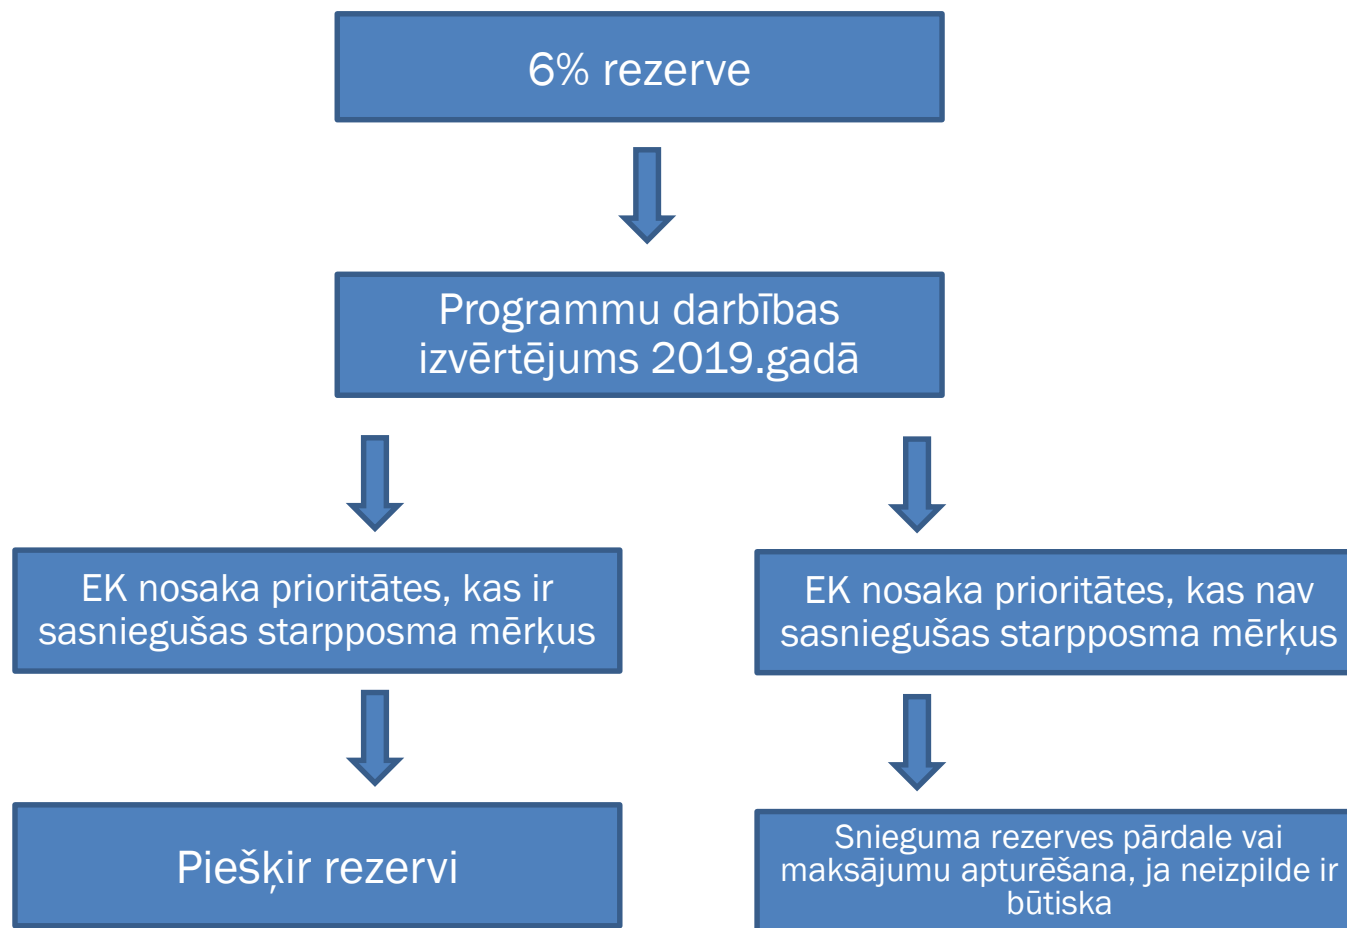 6% rezerve
Programmu darbības
izvērtējums 2019.gadā
EK nosaka prioritātes, kas ir
sasniegušas starpposma mērķus
EK nosaka prioritātes, kas nav
sasniegušas starpposma mērķus
Piešķir rezervi
Snieguma rezerves pārdale vai
maksājumu apturēšana, ja neizpilde ir
būtiska